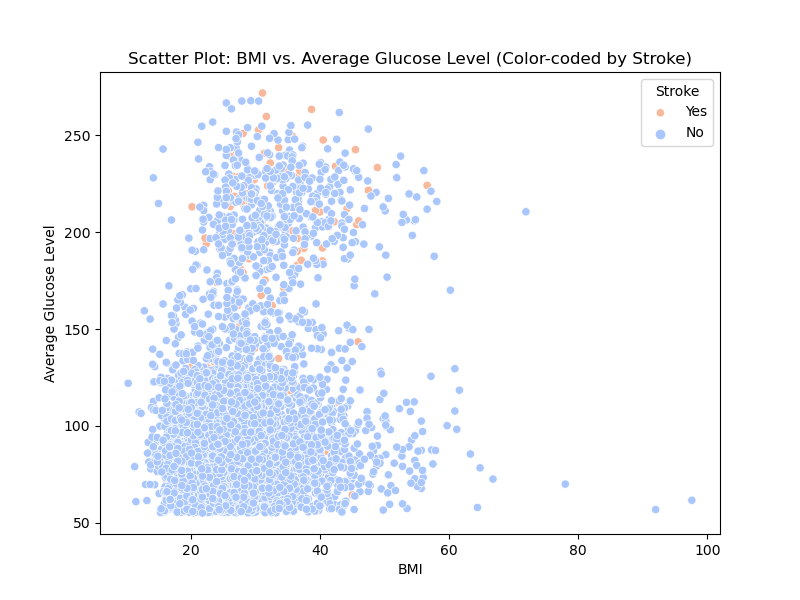 Scatter Plot: BMI vs. Average Glucose Level (Color-coded by Stroke)
Stroke
Yes
No
250
200
150
100
50
Average Glucose Level
20 40 60 80 100
BMI